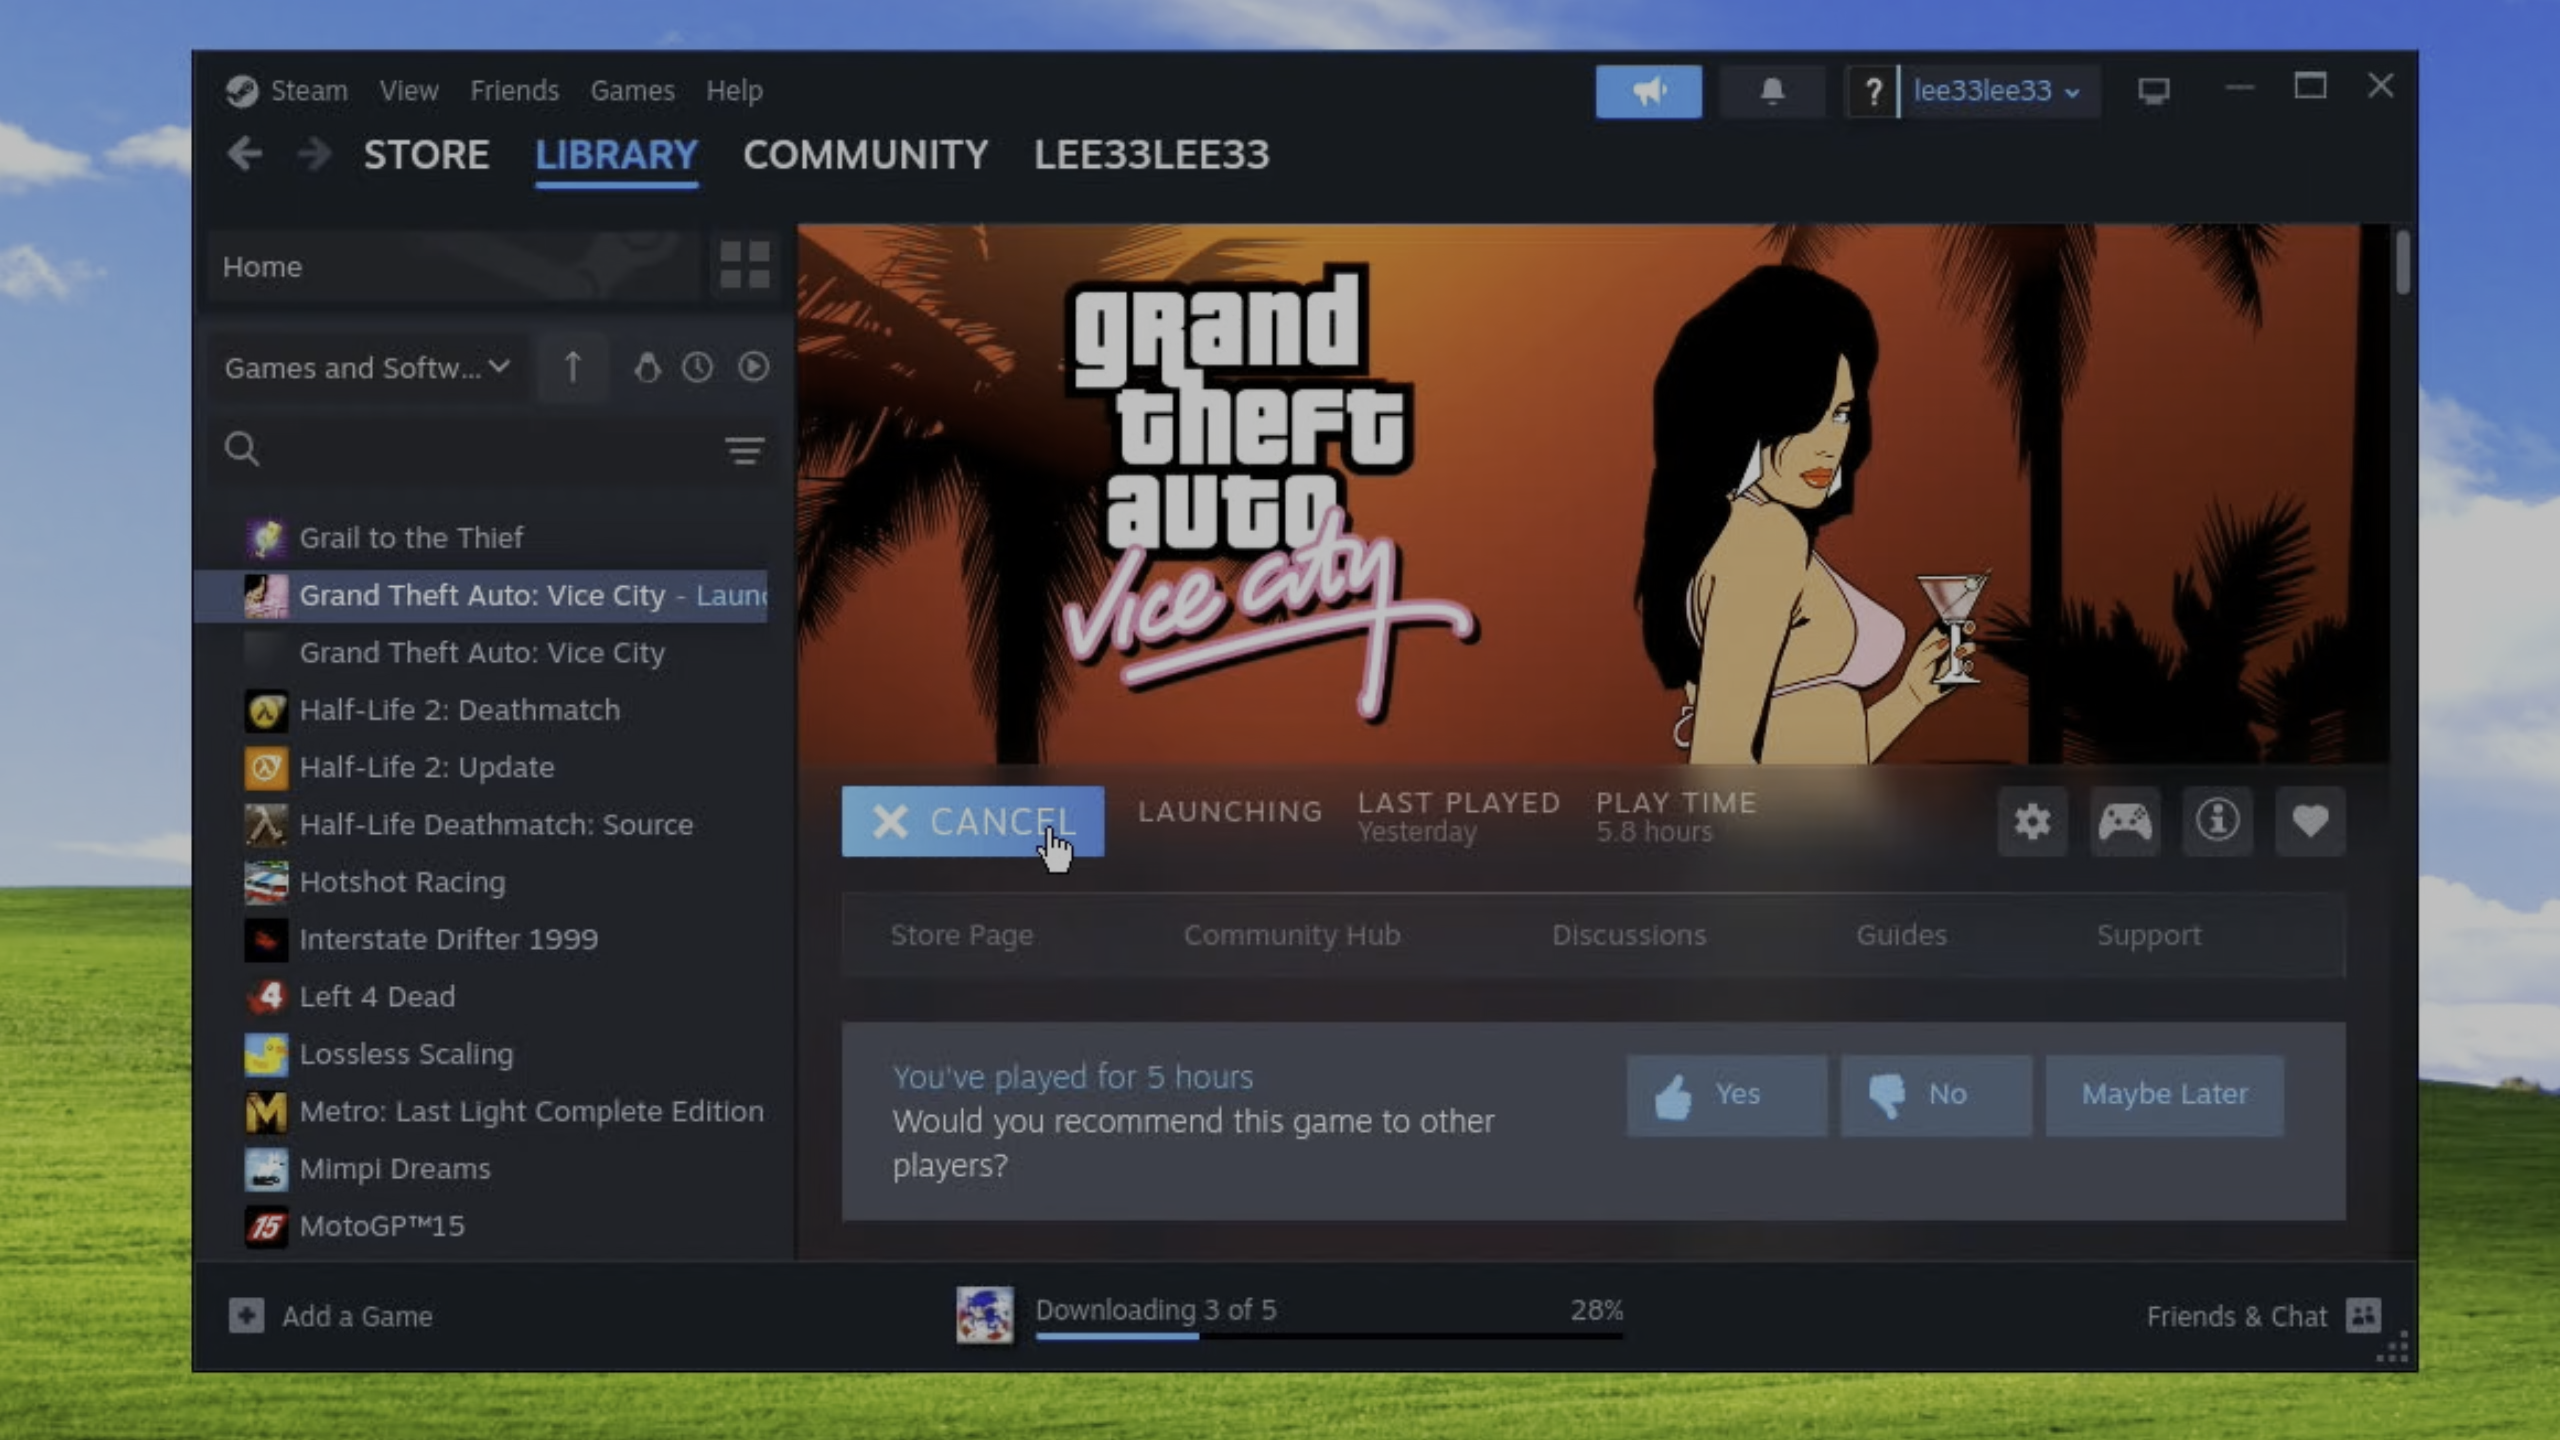 Steam View Friends Games Help
? lee33lee33
STORE LIBRARY COMMUNITY LEE33LEE33
Home
Games and Softw...
Grail to the Thief
Grand Theft Auto: Vice City - Laun
Grand Theft Auto: Vice City
Half-Life 2: Deathmatch
Half-Life 2: Update
Half-Life Deathmatch: Source
Hotshot Racing
Interstate Drifter 1999
4 Left 4 Dead
Lossless Scaling
M Metro: Last Light Complete Edition
Mimpi Dreams
15 MotoGP™15
Add a Game
grand
theft
auto
Vice City
CANCEL LAUNCHING
LAST PLAYED
Yesterday
PLAY TIME
5.8 hours
Store Page Community Hub Discussions Guides Support
You've played for 5 hours
Would you recommend this game to other
players?
Yes No Maybe Later
Downloading 3 of 5 28%
Friends & Chat